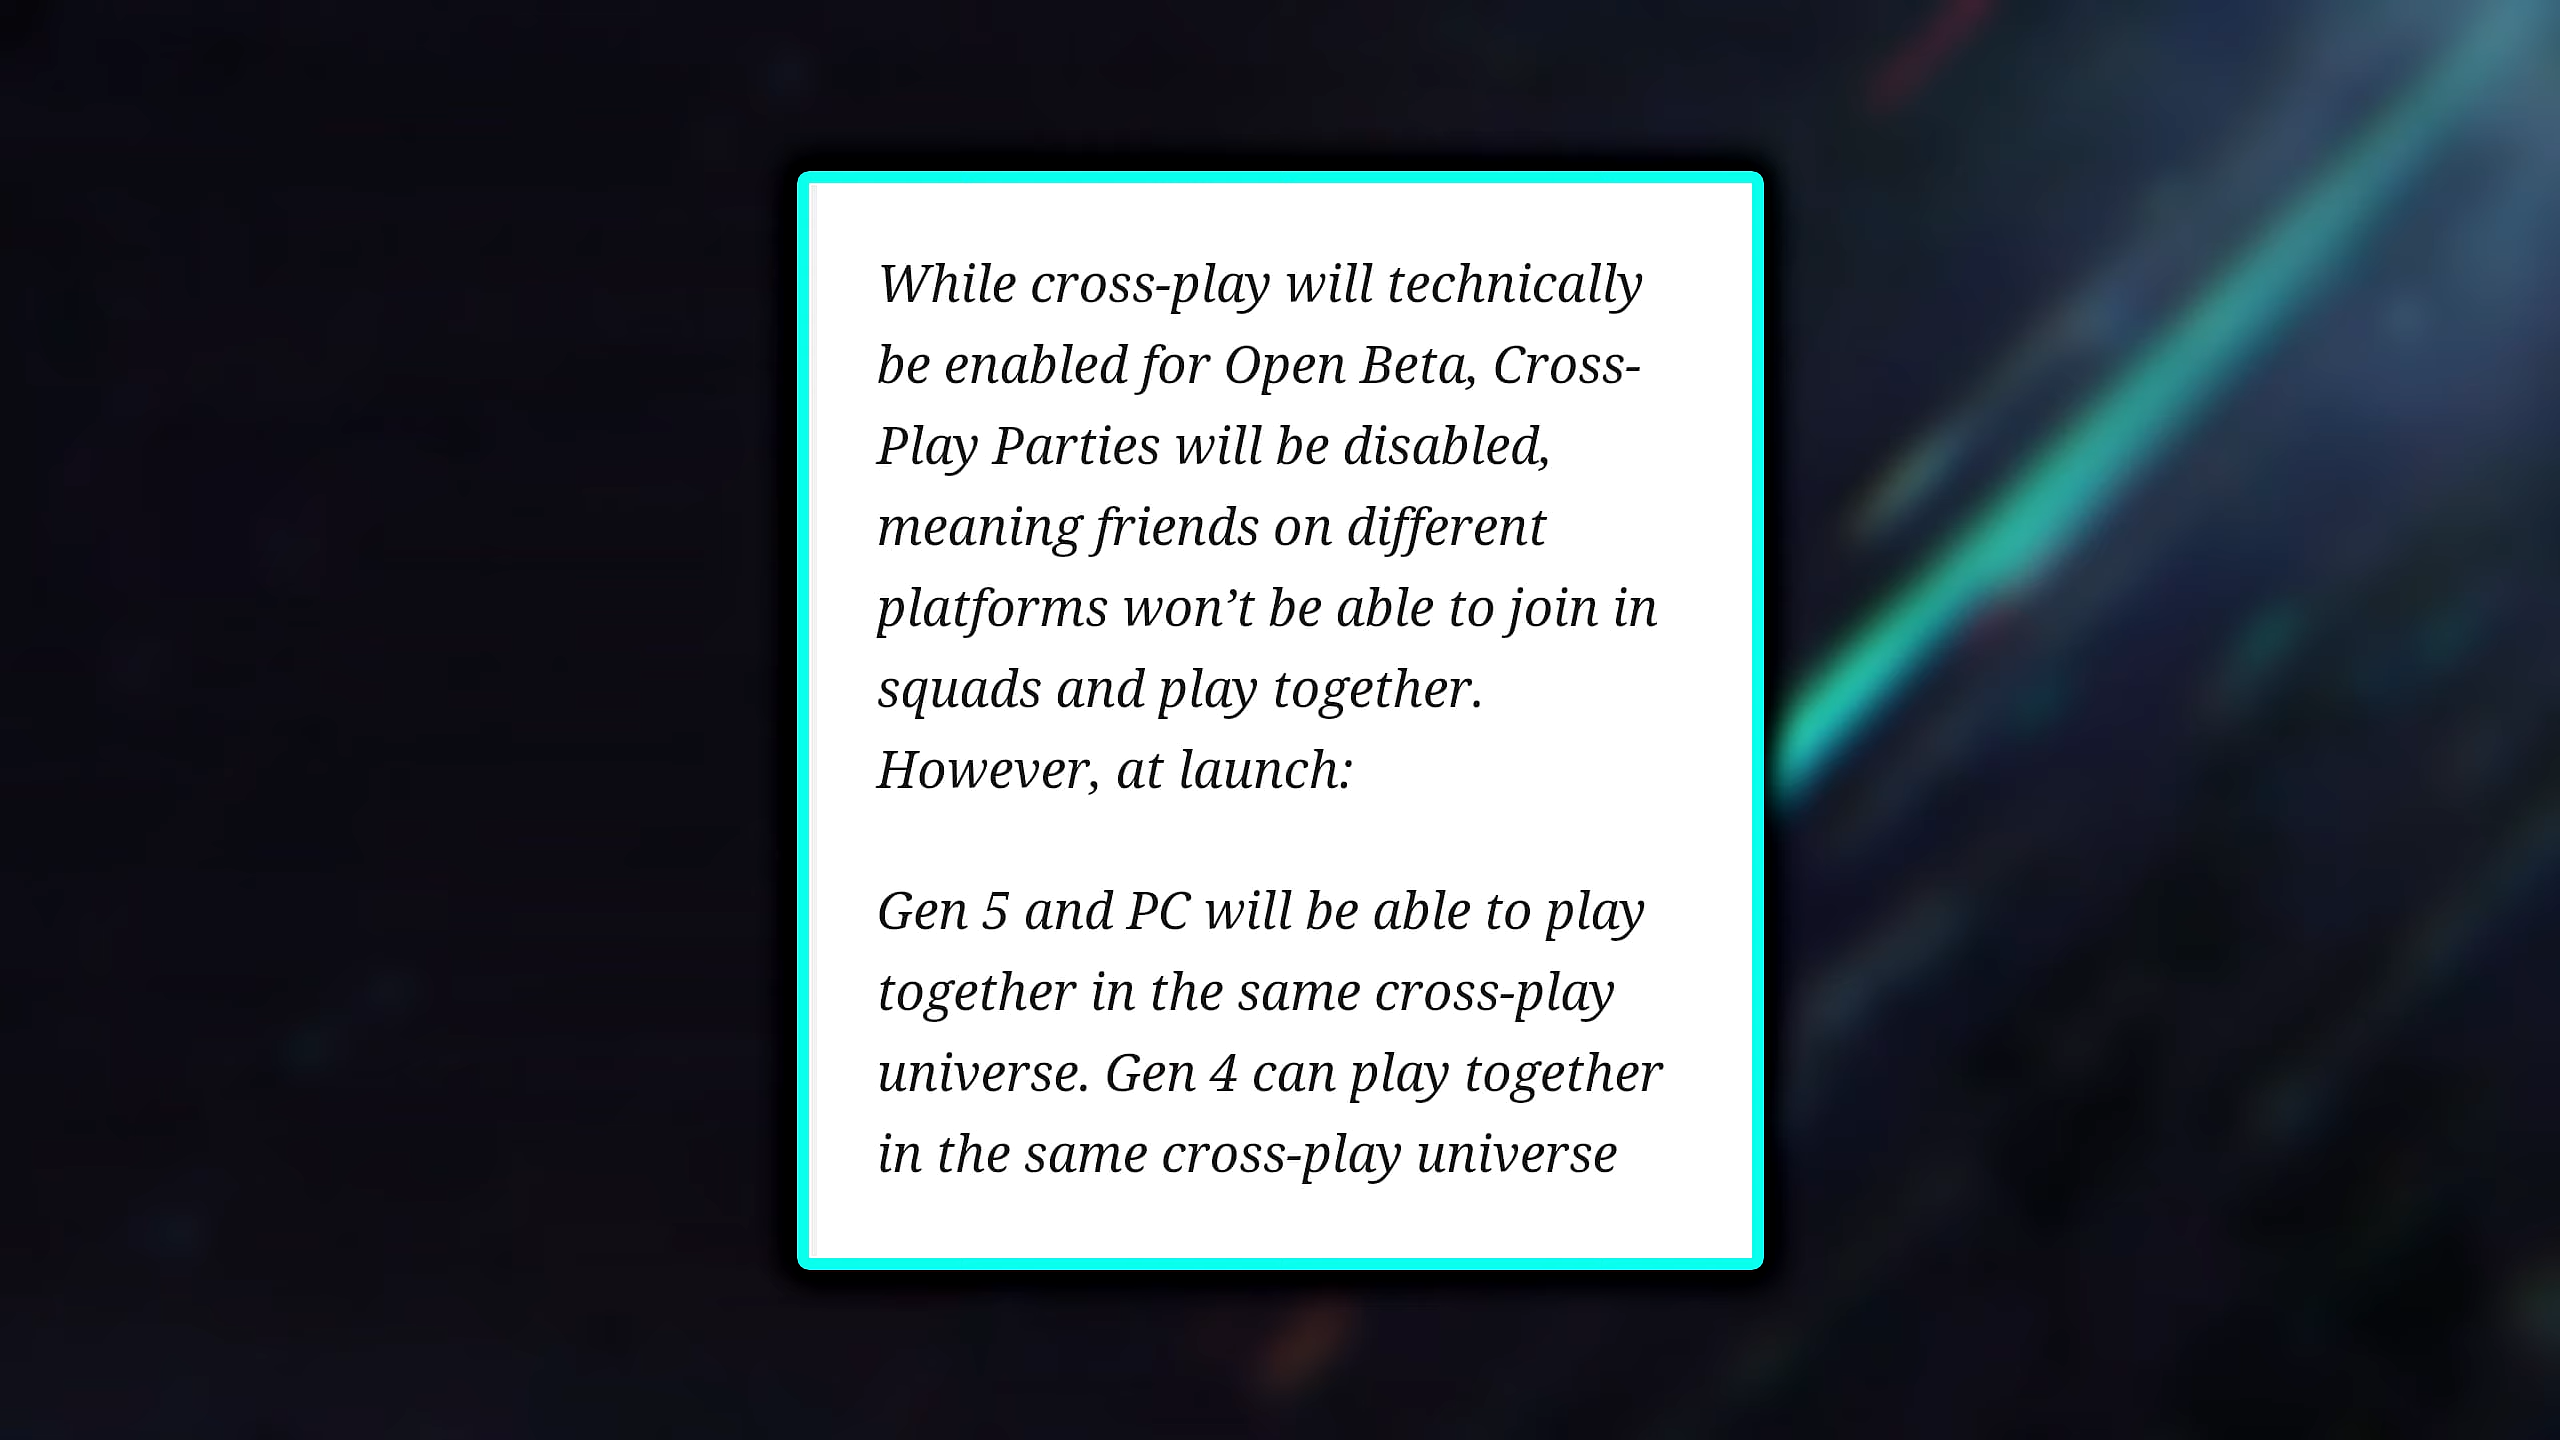 While cross-play will technically
be enabled for Open Beta, Cross-
Play Parties will be disabled,
meaning friends on different
platforms won’t be able to join in
squads and play together.
However, at launch:
Gen 5 and PC will be able to play
together in the same cross-play
universe. Gen 4 can play together
in the same cross-play universe